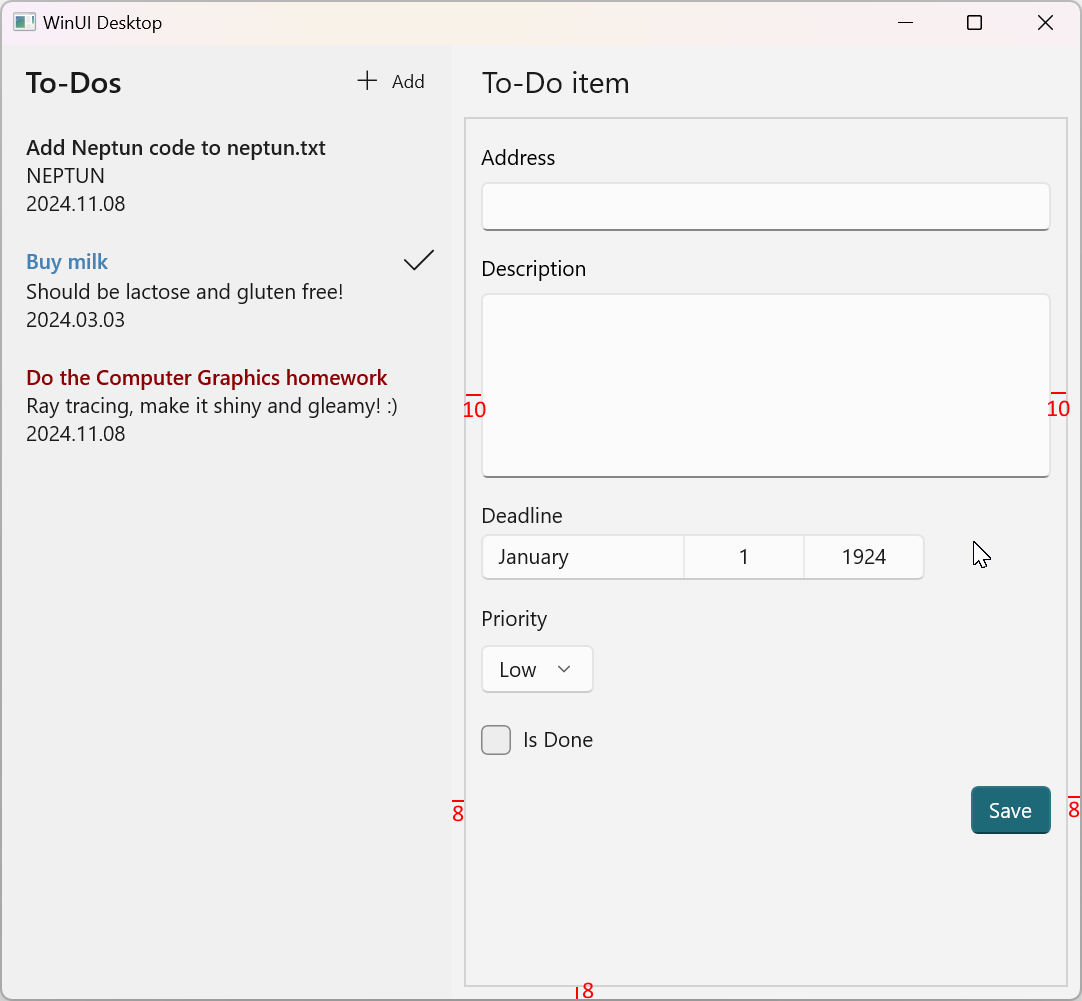 WinUI Desktop
To-Dos
Add
Add Neptun code to neptun.txt
NEPTUN
2024.11.08
Buy milk
Should be lactose and gluten free!
2024.03.03
Do the Computer Graphics homework
Ray tracing, make it shiny and gleamy! :)
2024.11.08
To-Do item
Address
Description
10
10
Deadline
January 1 1924
Priority
Low
Is Done
Save
8
8
8